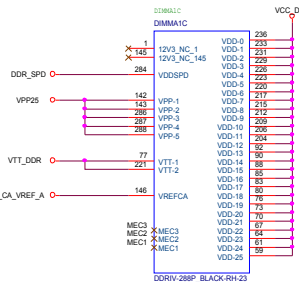 DIMMA1C
VCC_D
DIMMA1C
1 12V3_NC_1 VDD-0 236
145 12V3_NC_145 VDD-1 233
VDD-2 231
VDD-3 229
DDR_SPD 284 VDDSPD VDD-4 226
VDD-5 223
VDD-6 220
VPP25 142 VPP-1 VDD-7 217
143 VPP-2 VDD-8 215
286 VPP-3 VDD-9 212
287 VPP-4 VDD-10 209
288 VPP-5 VDD-11 206
VDD-12 204
VDD-13 92
VTT_DDR 77 VTT-1 VDD-14 90
221 VTT-2 VDD-15 88
VDD-16 85
VDD-17 83
_CA_VREF_A 146 VREFCA VDD-18 80
VDD-19 76
VDD-20 73
VDD-21 70
MEC3 MEC3 VDD-22 67
MEC2 MEC2 VDD-23 64
MEC1 MEC1 VDD-24 61
VDD-25 59
DDRIV-288P_BLACK-RH-23